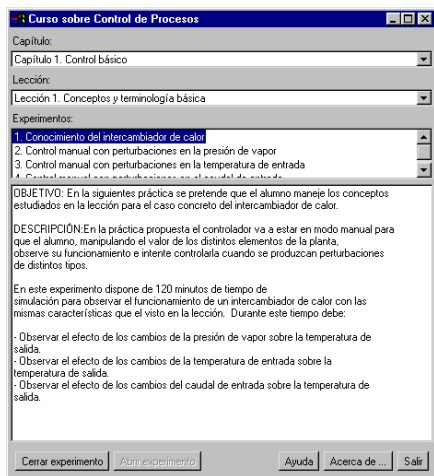 Curso sobre Control de Procesos
Capítulo:
Capítulo 1. Control básico
Lección:
Lección 1. Conceptos y terminología básica
Experimentos:
1. Conocimiento del intercambiador de calor
2. Control manual con perturbaciones en la presión de vapor
3. Control manual con perturbaciones en la temperatura de entrada
4. Control manual con perturbaciones en el caudal de entrada
OBJETIVO: En la siguientes práctica se pretende que el alumno maneje los conceptos
estudiados en la lección para el caso concreto del intercambiador de calor.
DESCRIPCIÓN:En la práctica propuesta el controlador va a estar en modo manual para
que el alumno, manipulando el valor de los distintos elementos de la planta,
observe su funcionamiento e intente controlarla cuando se produzcan perturbaciones
de distintos tipos.
En este experimento dispone de 120 minutos de tiempo de
simulación para observar el funcionamiento de un intercambiador de calor con las
mismas características que el visto en la lección. Durante este tiempo debe:
- Observar el efecto de los cambios de la presión de vapor sobre la temperatura de
salida.
- Observar el efecto de los cambios de la temperatura de entrada sobre la
temperatura de salida.
- Observar el efecto de los cambios del caudal de entrada sobre la temperatura de
salida.
Cerrar experimento Abrir experimento Ayuda Acerca de ... Salir